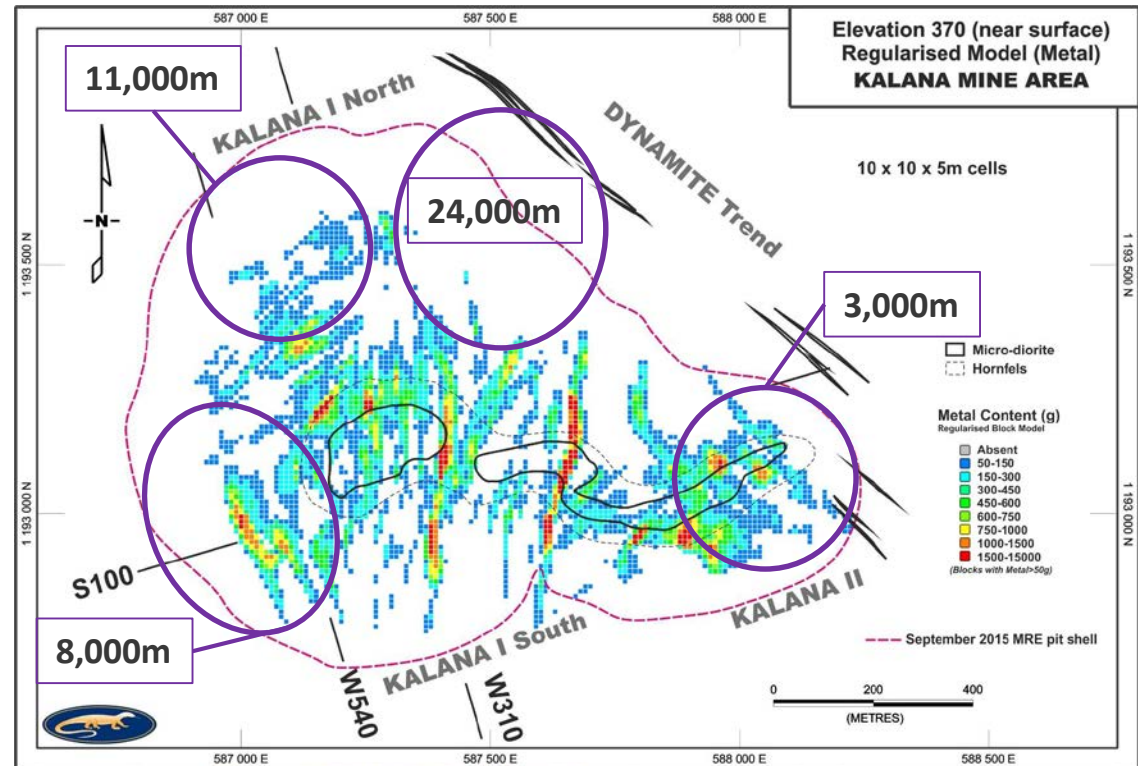 587 000 E
587 500 E
588 000 E
Elevation 370 (near surface)
Regularised Model (Metal)
KALANA MINE AREA
11,000m
KALANA I North
DYNAMITE Trend
10 x 10 x 5m cells
24,000m
-N-
1 193 500 N
1 193 500 N
3,000m
Micro-diorite
Hornfels
Metal Content (g)
Regularised Block Model
Absent
50-150
150-300
300-450
450-600
600-750
750-1000
1000-1500
1500-15000
(Blocks with Metal>50g)
1 193 000 N
1 193 000 N
S100
KALANA II
8,000m
KALANA I South
September 2015 MRE pit shell
W540
W310
0 200 400
(METRES)
587 000 E
587 500 E
588 000 E
588 500 E